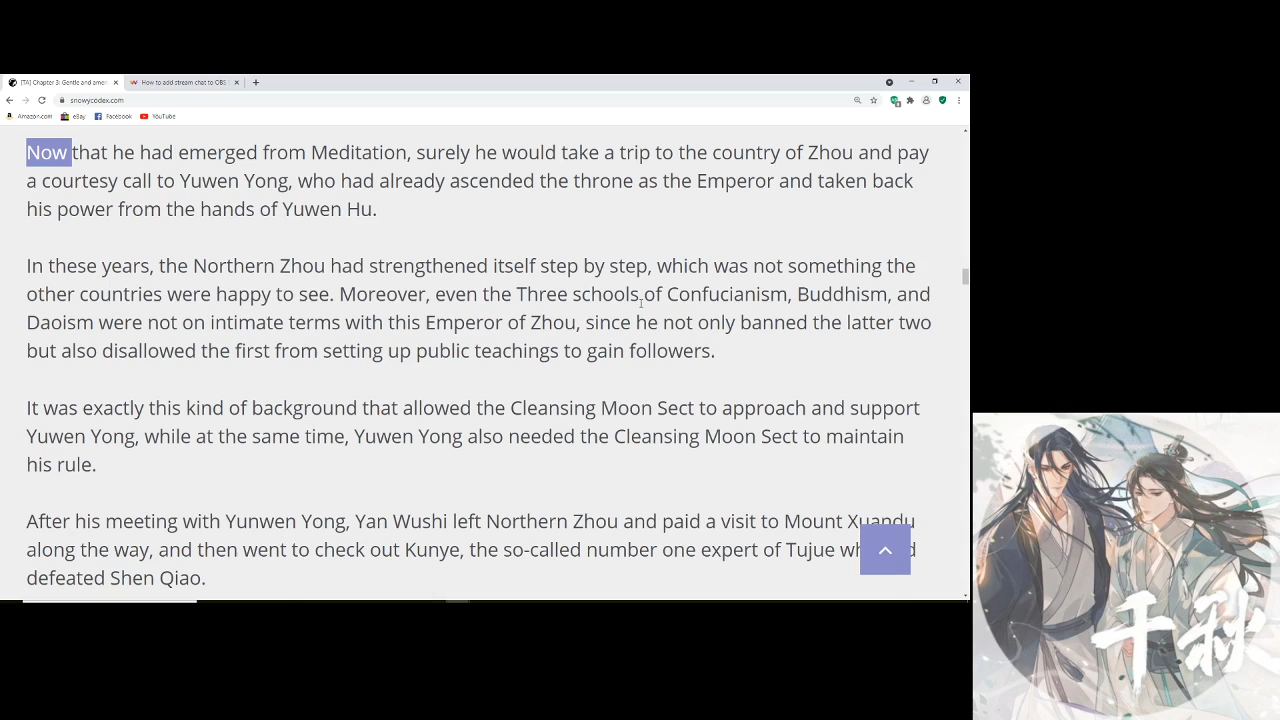 [TA] Chapter 3: Gentle and amer
How to add stream chat to OBS
snowycodex.com
Amazon.com
eBay
Facebook
YouTube
Now that he had emerged from Meditation, surely he would take a trip to the country of Zhou and pay
a courtesy call to Yuwen Yong, who had already ascended the throne as the Emperor and taken back
his power from the hands of Yuwen Hu.
In these years, the Northern Zhou had strengthened itself step by step, which was not something the
other countries were happy to see. Moreover, even the Three schools of Confucianism, Buddhism, and
Daoism were not on intimate terms with this Emperor of Zhou, since he not only banned the latter two
but also disallowed the first from setting up public teachings to gain followers.
It was exactly this kind of background that allowed the Cleansing Moon Sect to approach and support
Yuwen Yong, while at the same time, Yuwen Yong also needed the Cleansing Moon Sect to maintain
his rule.
After his meeting with Yunwen Yong, Yan Wushi left Northern Zhou and paid a visit to Mount Xuandu
along the way, and then went to check out Kunye, the so-called number one expert of Tujue
defeated Shen Qiao.
千秋